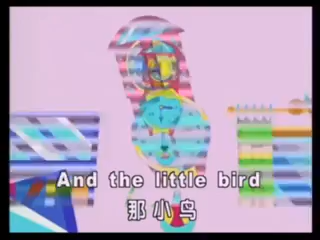 And the little bird
那小鸟